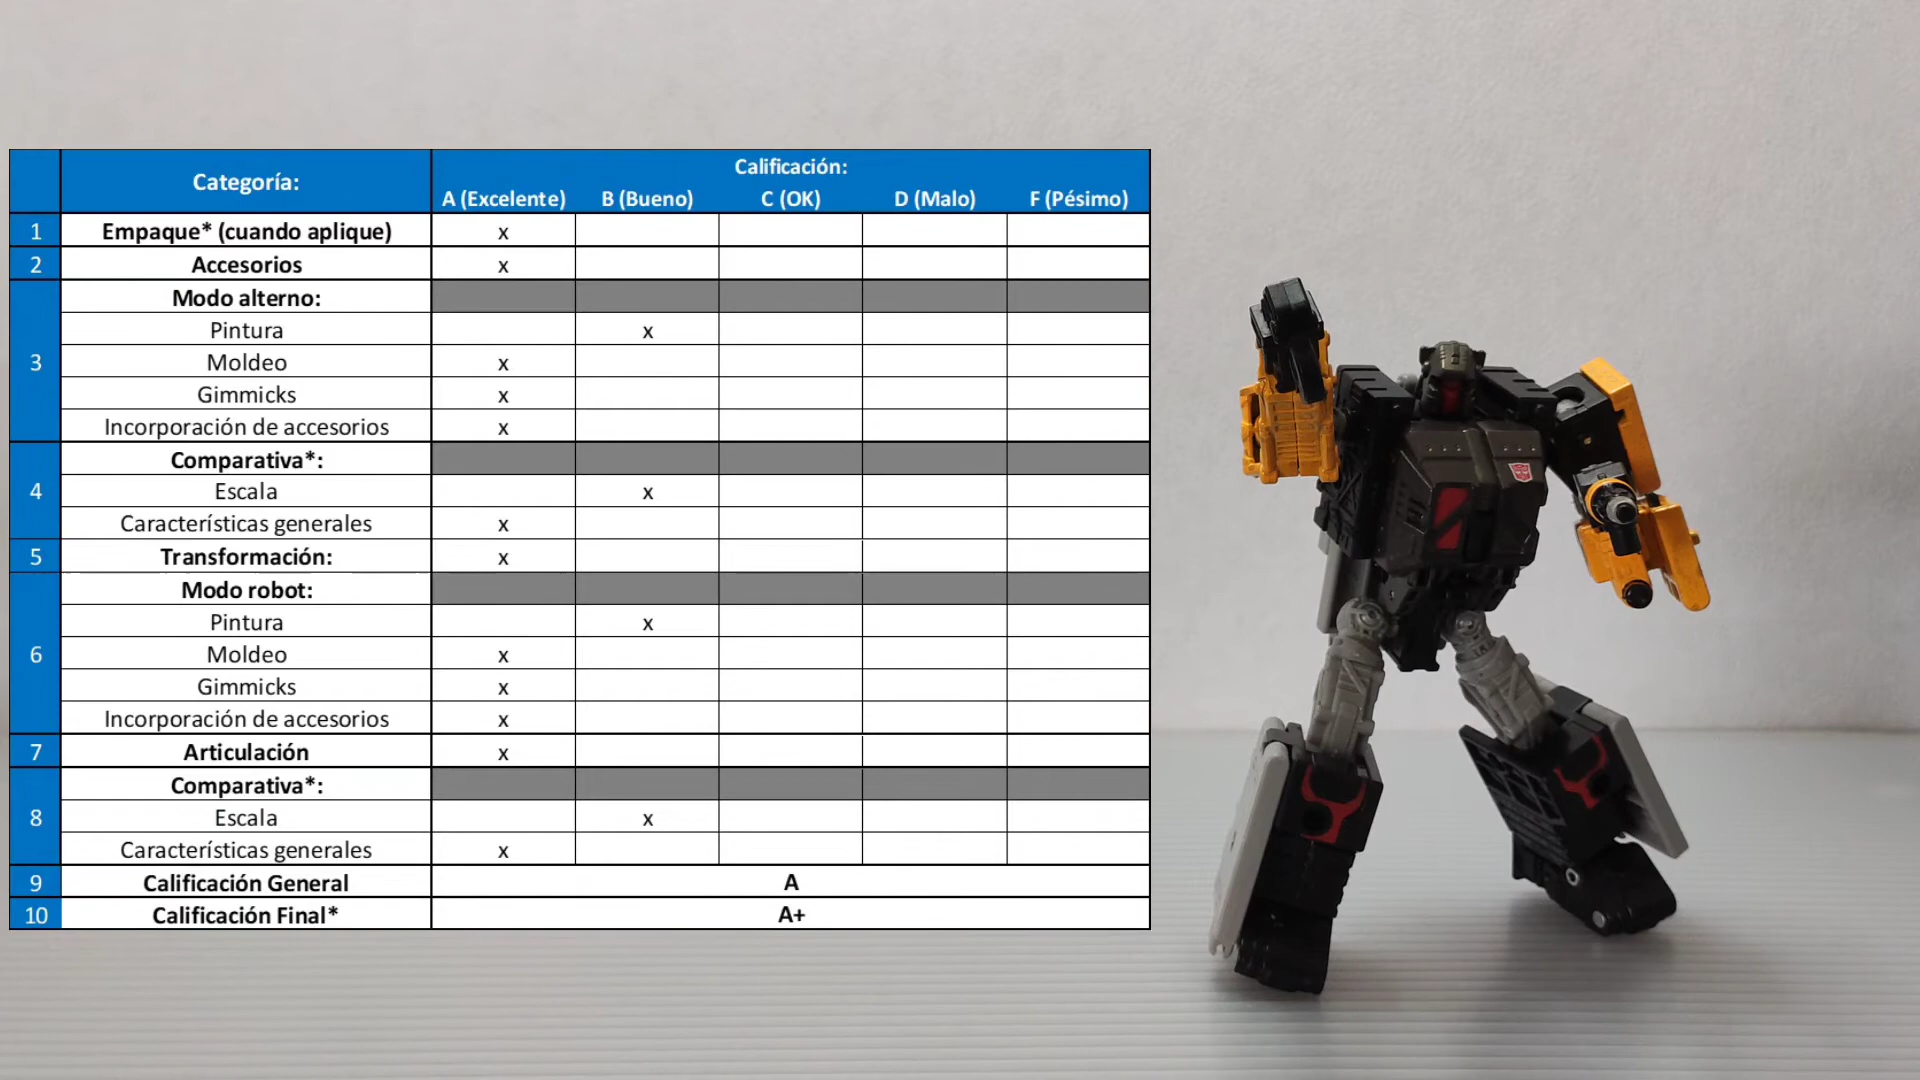 Categoría:
Calificación:
A (Excelente) B (Bueno) C (OK) D (Malo) F (Pésimo)
1 Empaque* (cuando aplique) x
2 Accesorios x
3 Modo alterno:
Pintura x
Moldeo x
Gimmicks x
Incorporación de accesorios x
4 Comparativa*:
Escala x
Características generales x
5 Transformación: x
6 Modo robot:
Pintura x
Moldeo x
Gimmicks x
Incorporación de accesorios x
7 Articulación x
8 Comparativa*:
Escala x
Características generales x
9 Calificación General A
10 Calificación Final* A+